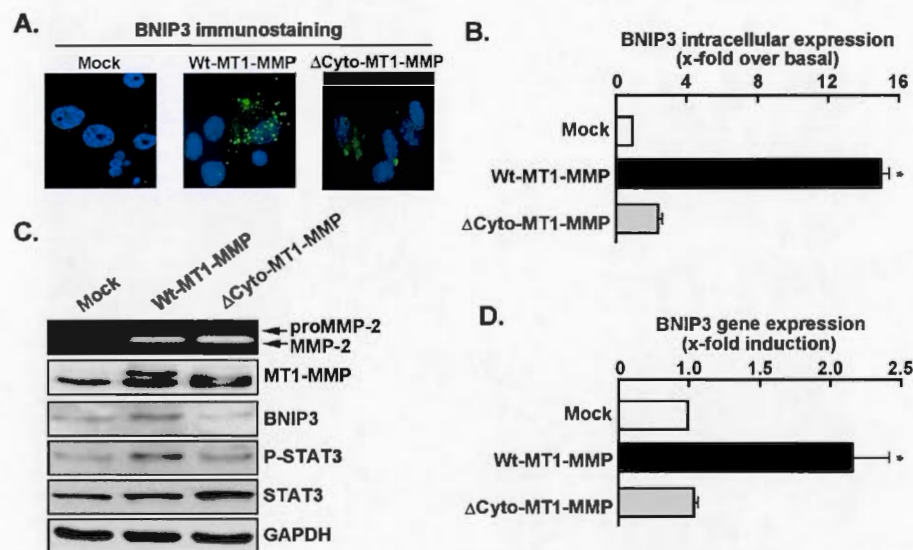 A.
BNIP3 immunostaining
Mock Wt-MT1-MMP ΔCyto-MT1-MMP
B.
BNIP3 intracellular expression
(x-fold over basal)
0 4 8 12 16
Mock
Wt-MT1-MMP *
ΔCyto-MT1-MMP
C.
Mock Wt-MT1-MMP ΔCyto-MT1-MMP
proMMP-2
MMP-2
MT1-MMP
BNIP3
P-STAT3
STAT3
GAPDH
D.
BNIP3 gene expression
(x-fold induction)
0 1.0 1.5 2.0 2.5
Mock
Wt-MT1-MMP *
ΔCyto-MT1-MMP